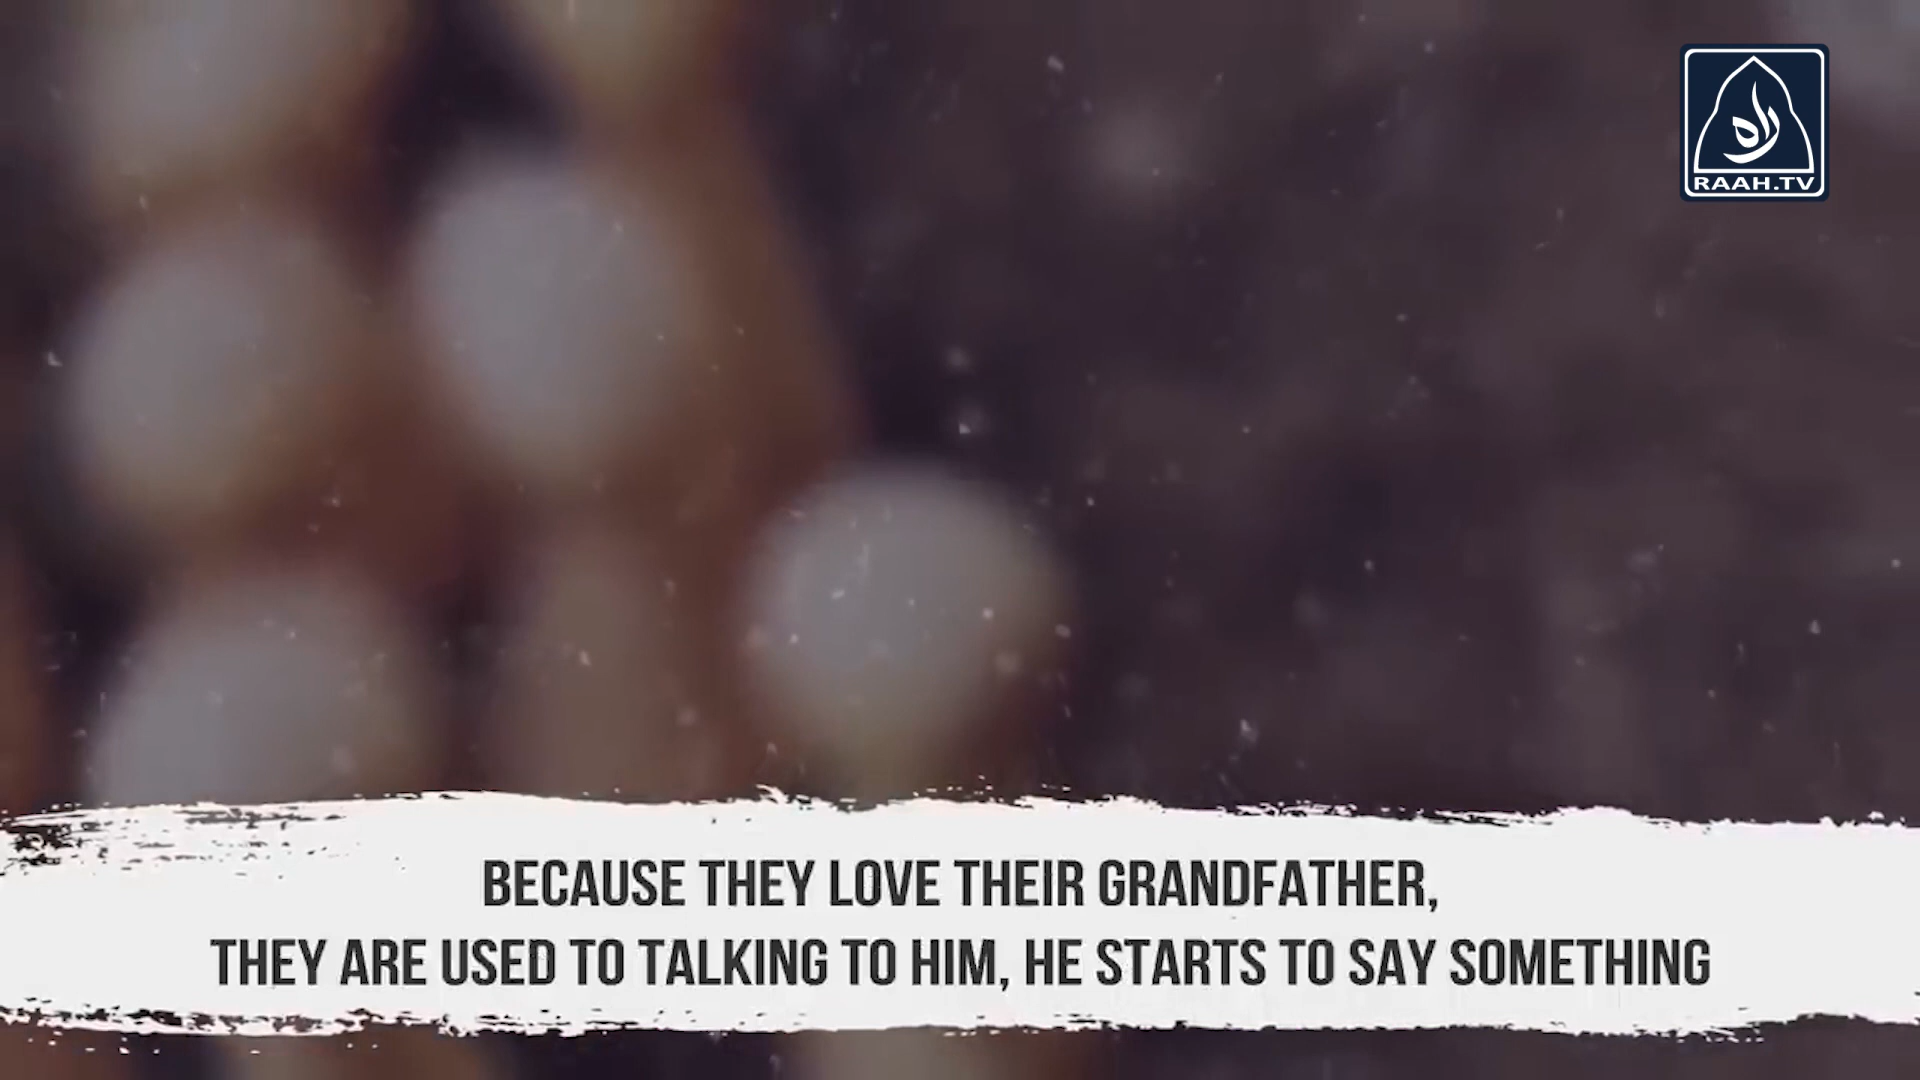 راه
RAAH.TV
BECAUSE THEY LOVE THEIR GRANDFATHER,
THEY ARE USED TO TALKING TO HIM, HE STARTS TO SAY SOMETHING